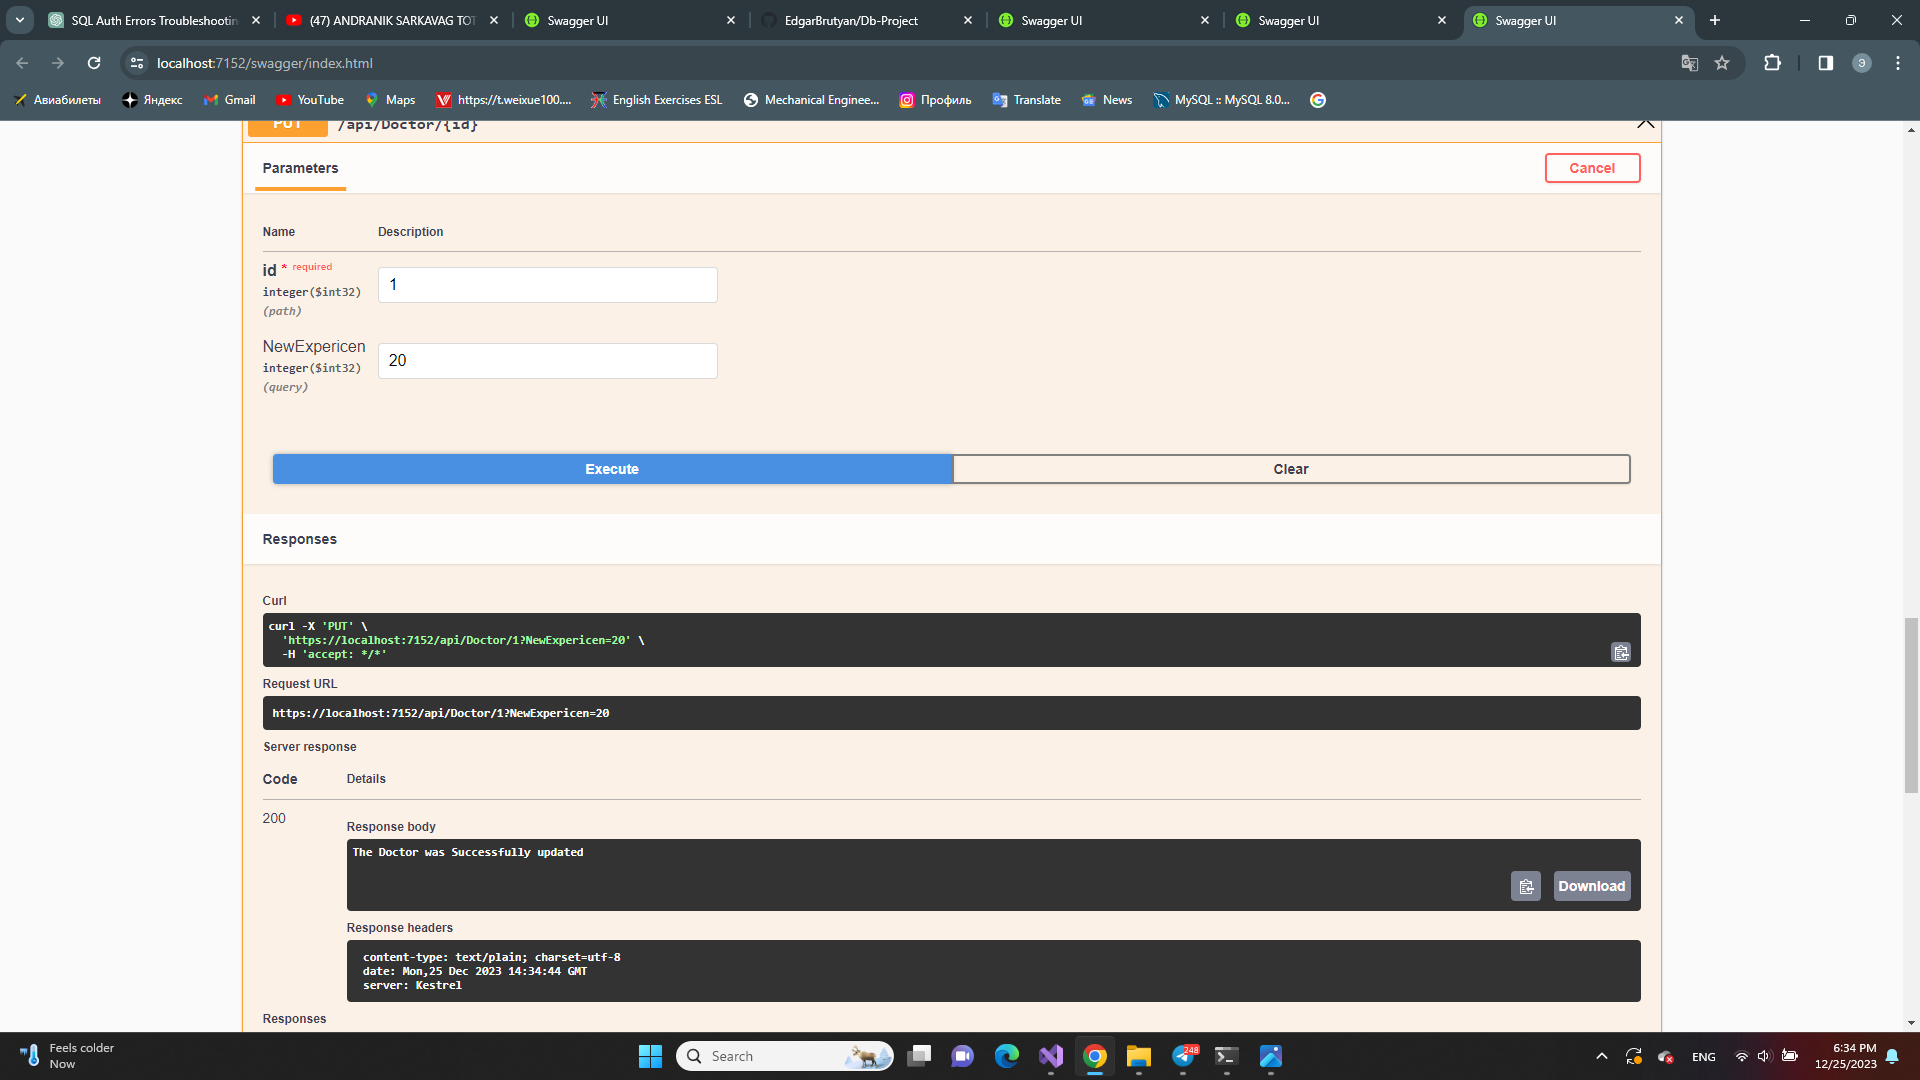 SQL Auth Errors Troubleshootin
(47) ANDRANIK SARKAVAG TOT
Swagger UI
EdgarBrutyan/Db-Project
Swagger UI
Swagger UI
Swagger UI
localhost:7152/swagger/index.html
Э
Авиабилеты
Яндекс
Gmail
YouTube
Maps
https://t.weixue100....
English Exercises ESL
Mechanical Enginee...
Профиль
Translate
News
MySQL :: MySQL 8.0...
PUT /api/Doctor/{id}
Parameters
Cancel
Name Description
id * required
integer($int32)
(path)
1
NewExpericen
integer($int32)
(query)
20
Execute
Clear
Responses
Curl
curl -X 'PUT' \
'https://localhost:7152/api/Doctor/1?NewExpericen=20' \
-H 'accept: */*'
Request URL
https://localhost:7152/api/Doctor/1?NewExpericen=20
Server response
Code Details
200
Response body
The Doctor was Successfully updated
Download
Response headers
content-type: text/plain; charset=utf-8
date: Mon,25 Dec 2023 14:34:44 GMT
server: Kestrel
Responses
Feels colder
Now
Search
248
ENG
6:34 PM
12/25/2023